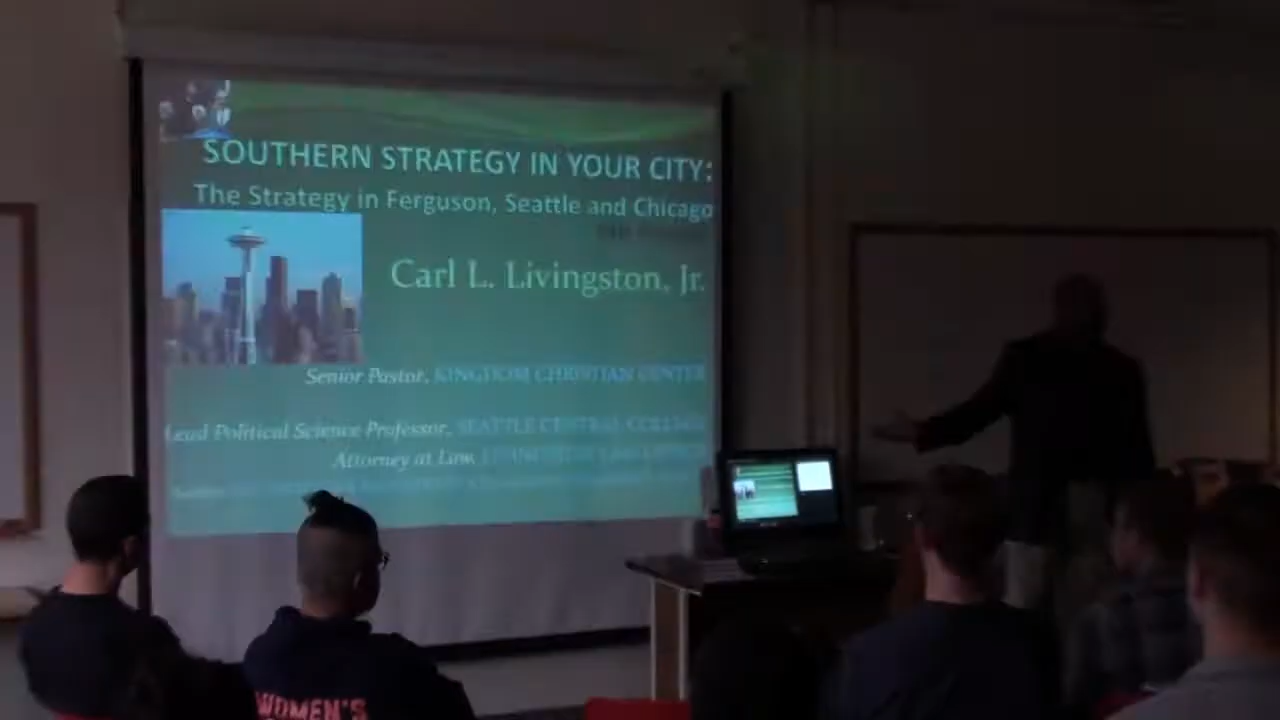 SOUTHERN STRATEGY IN YOUR CITY:
The Strategy in Ferguson, Seattle and Chicago
Carl L. Livingston, Jr.
Senior Pastor, KINGDOM CHRISTIAN CENTER
Lead Political Science Professor, SEATTLE CENTRAL COLLEGE
Attorney at Law,
WOMEN'S